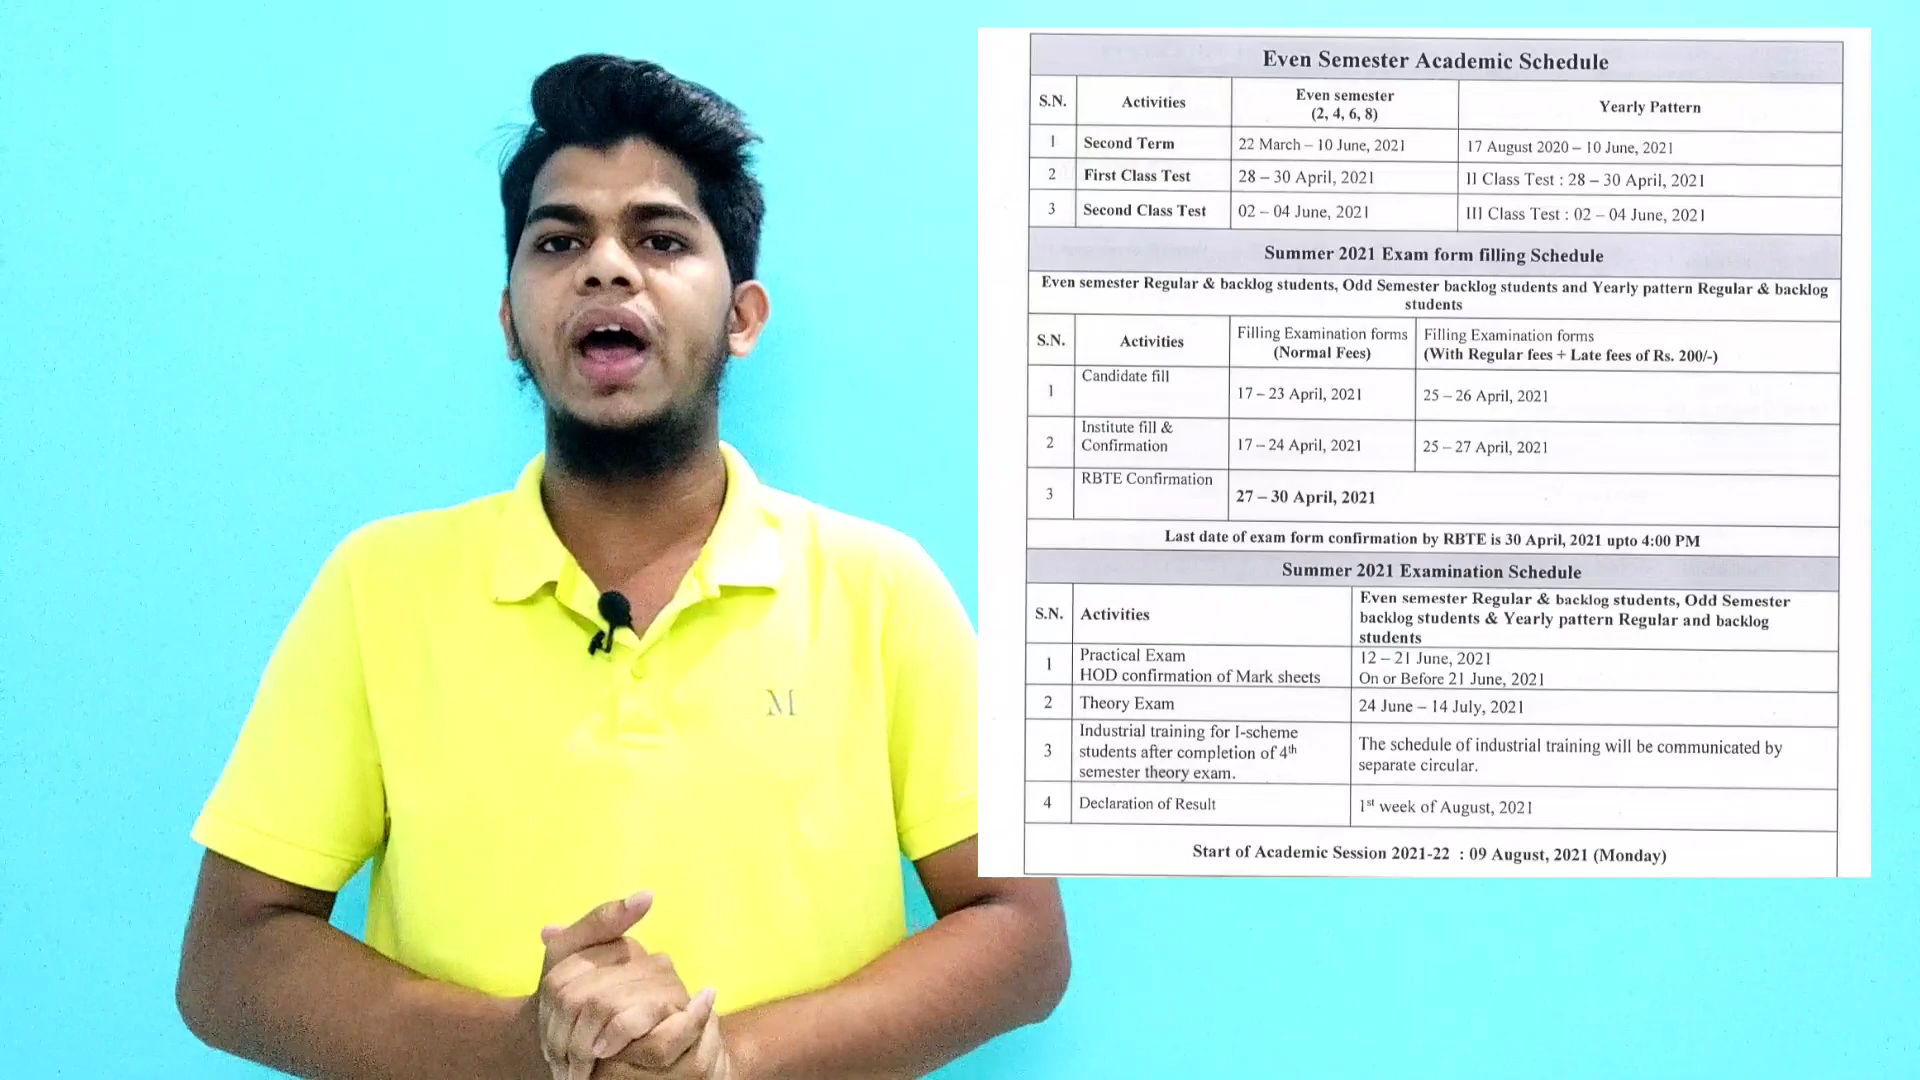 Even Semester Academic Schedule
S.N. Activities Even semester (2, 4, 6, 8) Yearly Pattern
1 Second Term 22 March – 10 June, 2021 17 August 2020 – 10 June, 2021
2 First Class Test 28 – 30 April, 2021 II Class Test : 28 – 30 April, 2021
3 Second Class Test 02 – 04 June, 2021 III Class Test : 02 – 04 June, 2021
Summer 2021 Exam form filling Schedule
Even semester Regular & backlog students, Odd Semester backlog students and Yearly pattern Regular & backlog
students
S.N. Activities Filling Examination forms (Normal Fees) Filling Examination forms (With Regular fees + Late fees of Rs. 200/-)
1 Candidate fill 17 – 23 April, 2021 25 – 26 April, 2021
2 Institute fill & Confirmation 17 – 24 April, 2021 25 – 27 April, 2021
3 RBTE Confirmation 27 – 30 April, 2021
Last date of exam form confirmation by RBTE is 30 April, 2021 upto 4:00 PM
Summer 2021 Examination Schedule
S.N. Activities Even semester Regular & backlog students, Odd Semester
backlog students & Yearly pattern Regular and backlog
students
1 Practical Exam 12 – 21 June, 2021
HOD confirmation of Mark sheets On or Before 21 June, 2021
2 Theory Exam 24 June – 14 July, 2021
3 Industrial training for I-scheme
students after completion of 4th
semester theory exam.
The schedule of industrial training will be communicated by
separate circular.
4 Declaration of Result 1st week of August, 2021
Start of Academic Session 2021-22 : 09 August, 2021 (Monday)
M